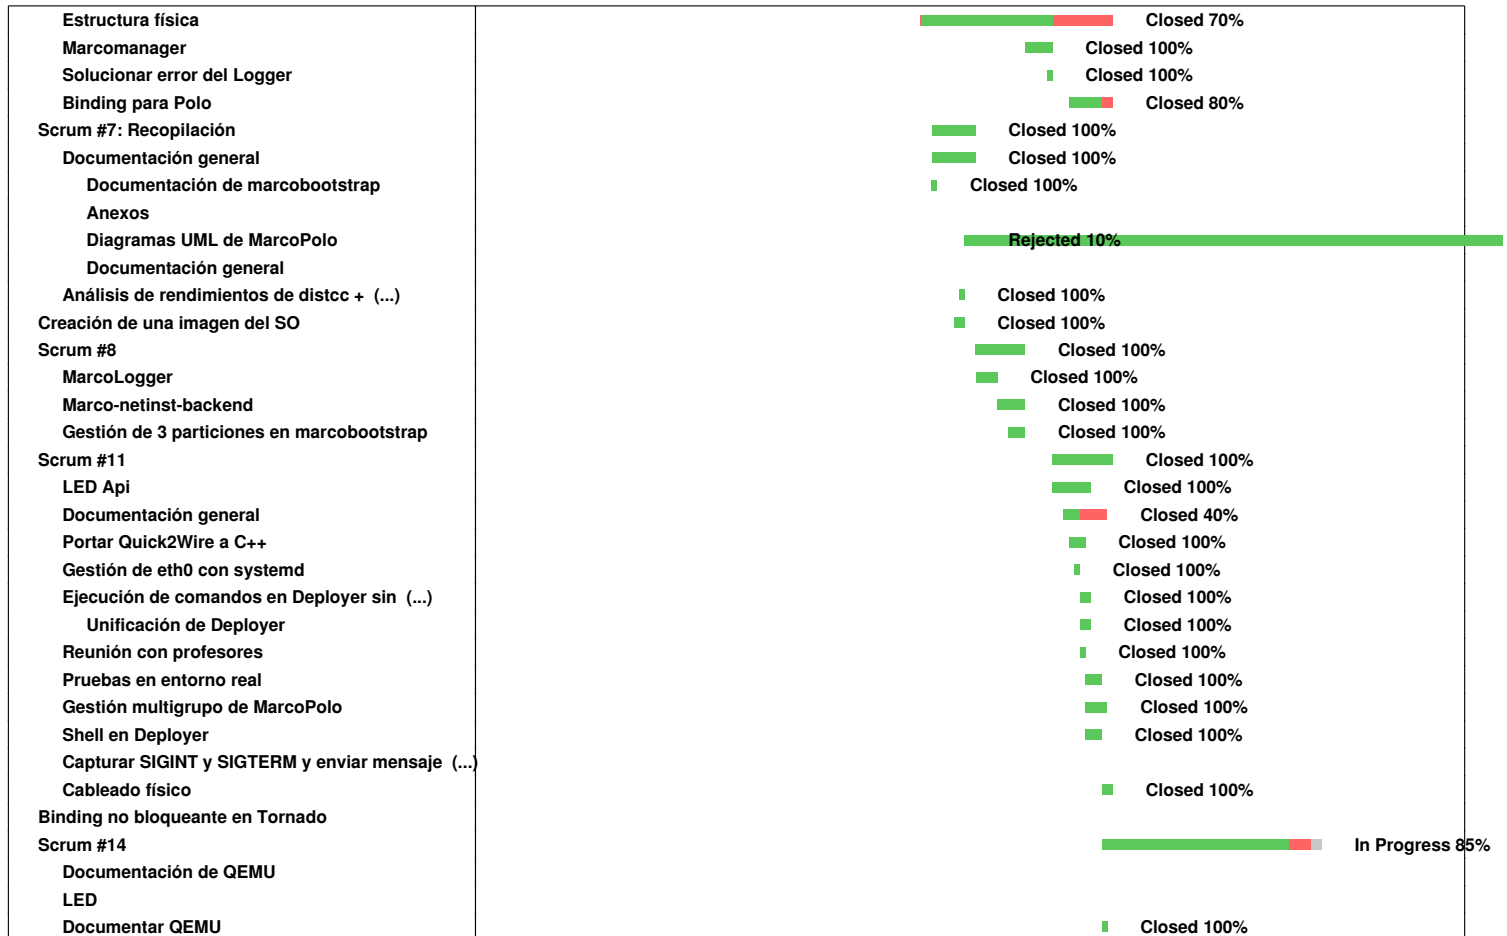 Estructura física Closed 70%
Marcomanager Closed 100%
Solucionar error del Logger Closed 100%
Binding para Polo Closed 80%
Scrum #7: Recopilación Closed 100%
Documentación general Closed 100%
Documentación de marcobootstrap Closed 100%
Anexos
Diagramas UML de MarcoPolo Rejected 10%
Documentación general
Análisis de rendimientos de distcc + (...) Closed 100%
Creación de una imagen del SO Closed 100%
Scrum #8 Closed 100%
MarcoLogger Closed 100%
Marco-netinst-backend Closed 100%
Gestión de 3 particiones en marcobootstrap Closed 100%
Scrum #11 Closed 100%
LED Api Closed 100%
Documentación general Closed 40%
Portar Quick2Wire a C++ Closed 100%
Gestión de eth0 con systemd Closed 100%
Ejecución de comandos en Deployer sin (...) Closed 100%
Unificación de Deployer Closed 100%
Reunión con profesores Closed 100%
Pruebas en entorno real Closed 100%
Gestión multigrupo de MarcoPolo Closed 100%
Shell en Deployer Closed 100%
Capturar SIGINT y SIGTERM y enviar mensaje (...)
Cableado físico Closed 100%
Binding no bloqueante en Tornado
Scrum #14 In Progress 85%
Documentación de QEMU
LED
Documentar QEMU Closed 100%